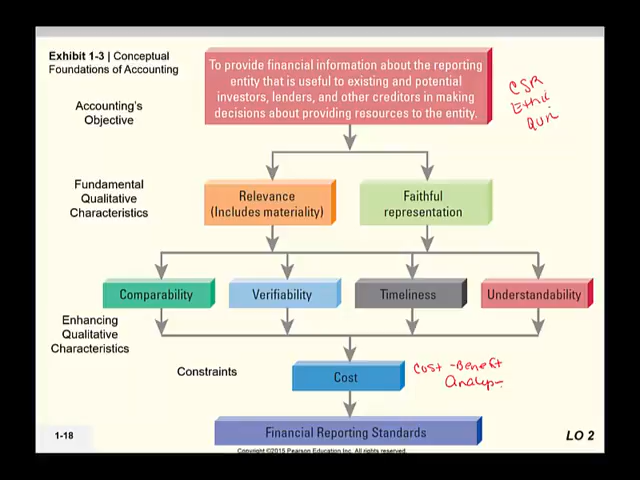 Exhibit 1-3 | Conceptual
Foundations of Accounting
To provide financial information about the reporting
entity that is useful to existing and potential
investors, lenders, and other creditors in making
decisions about providing resources to the entity.
Accounting's
Objective
CSR
Fundamental
Qualitative
Characteristics
Relevance
(Includes materiality)
Faithful
representation
Comparability
Verifiability
Timeliness
Understandability
Enhancing
Qualitative
Characteristics
Constraints
Cost
Cost-Benefit
Financial Reporting Standards
1-18
LO 2
Copyright ©2015 Pearson Education Inc. All rights reserved.